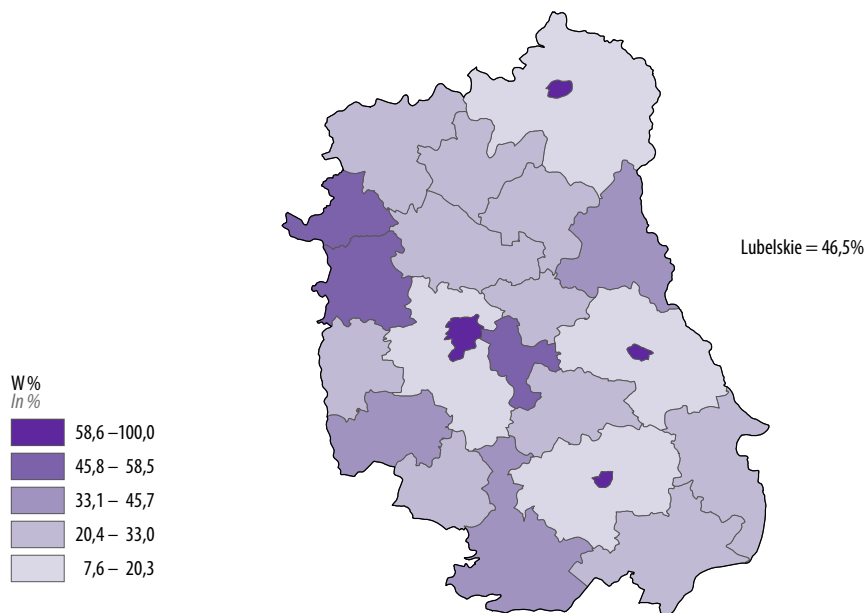 Lubelskie = 46,5%
W %
In %
58,6 –100,0
45,8 – 58,5
33,1 – 45,7
20,4 – 33,0
7,6 – 20,3